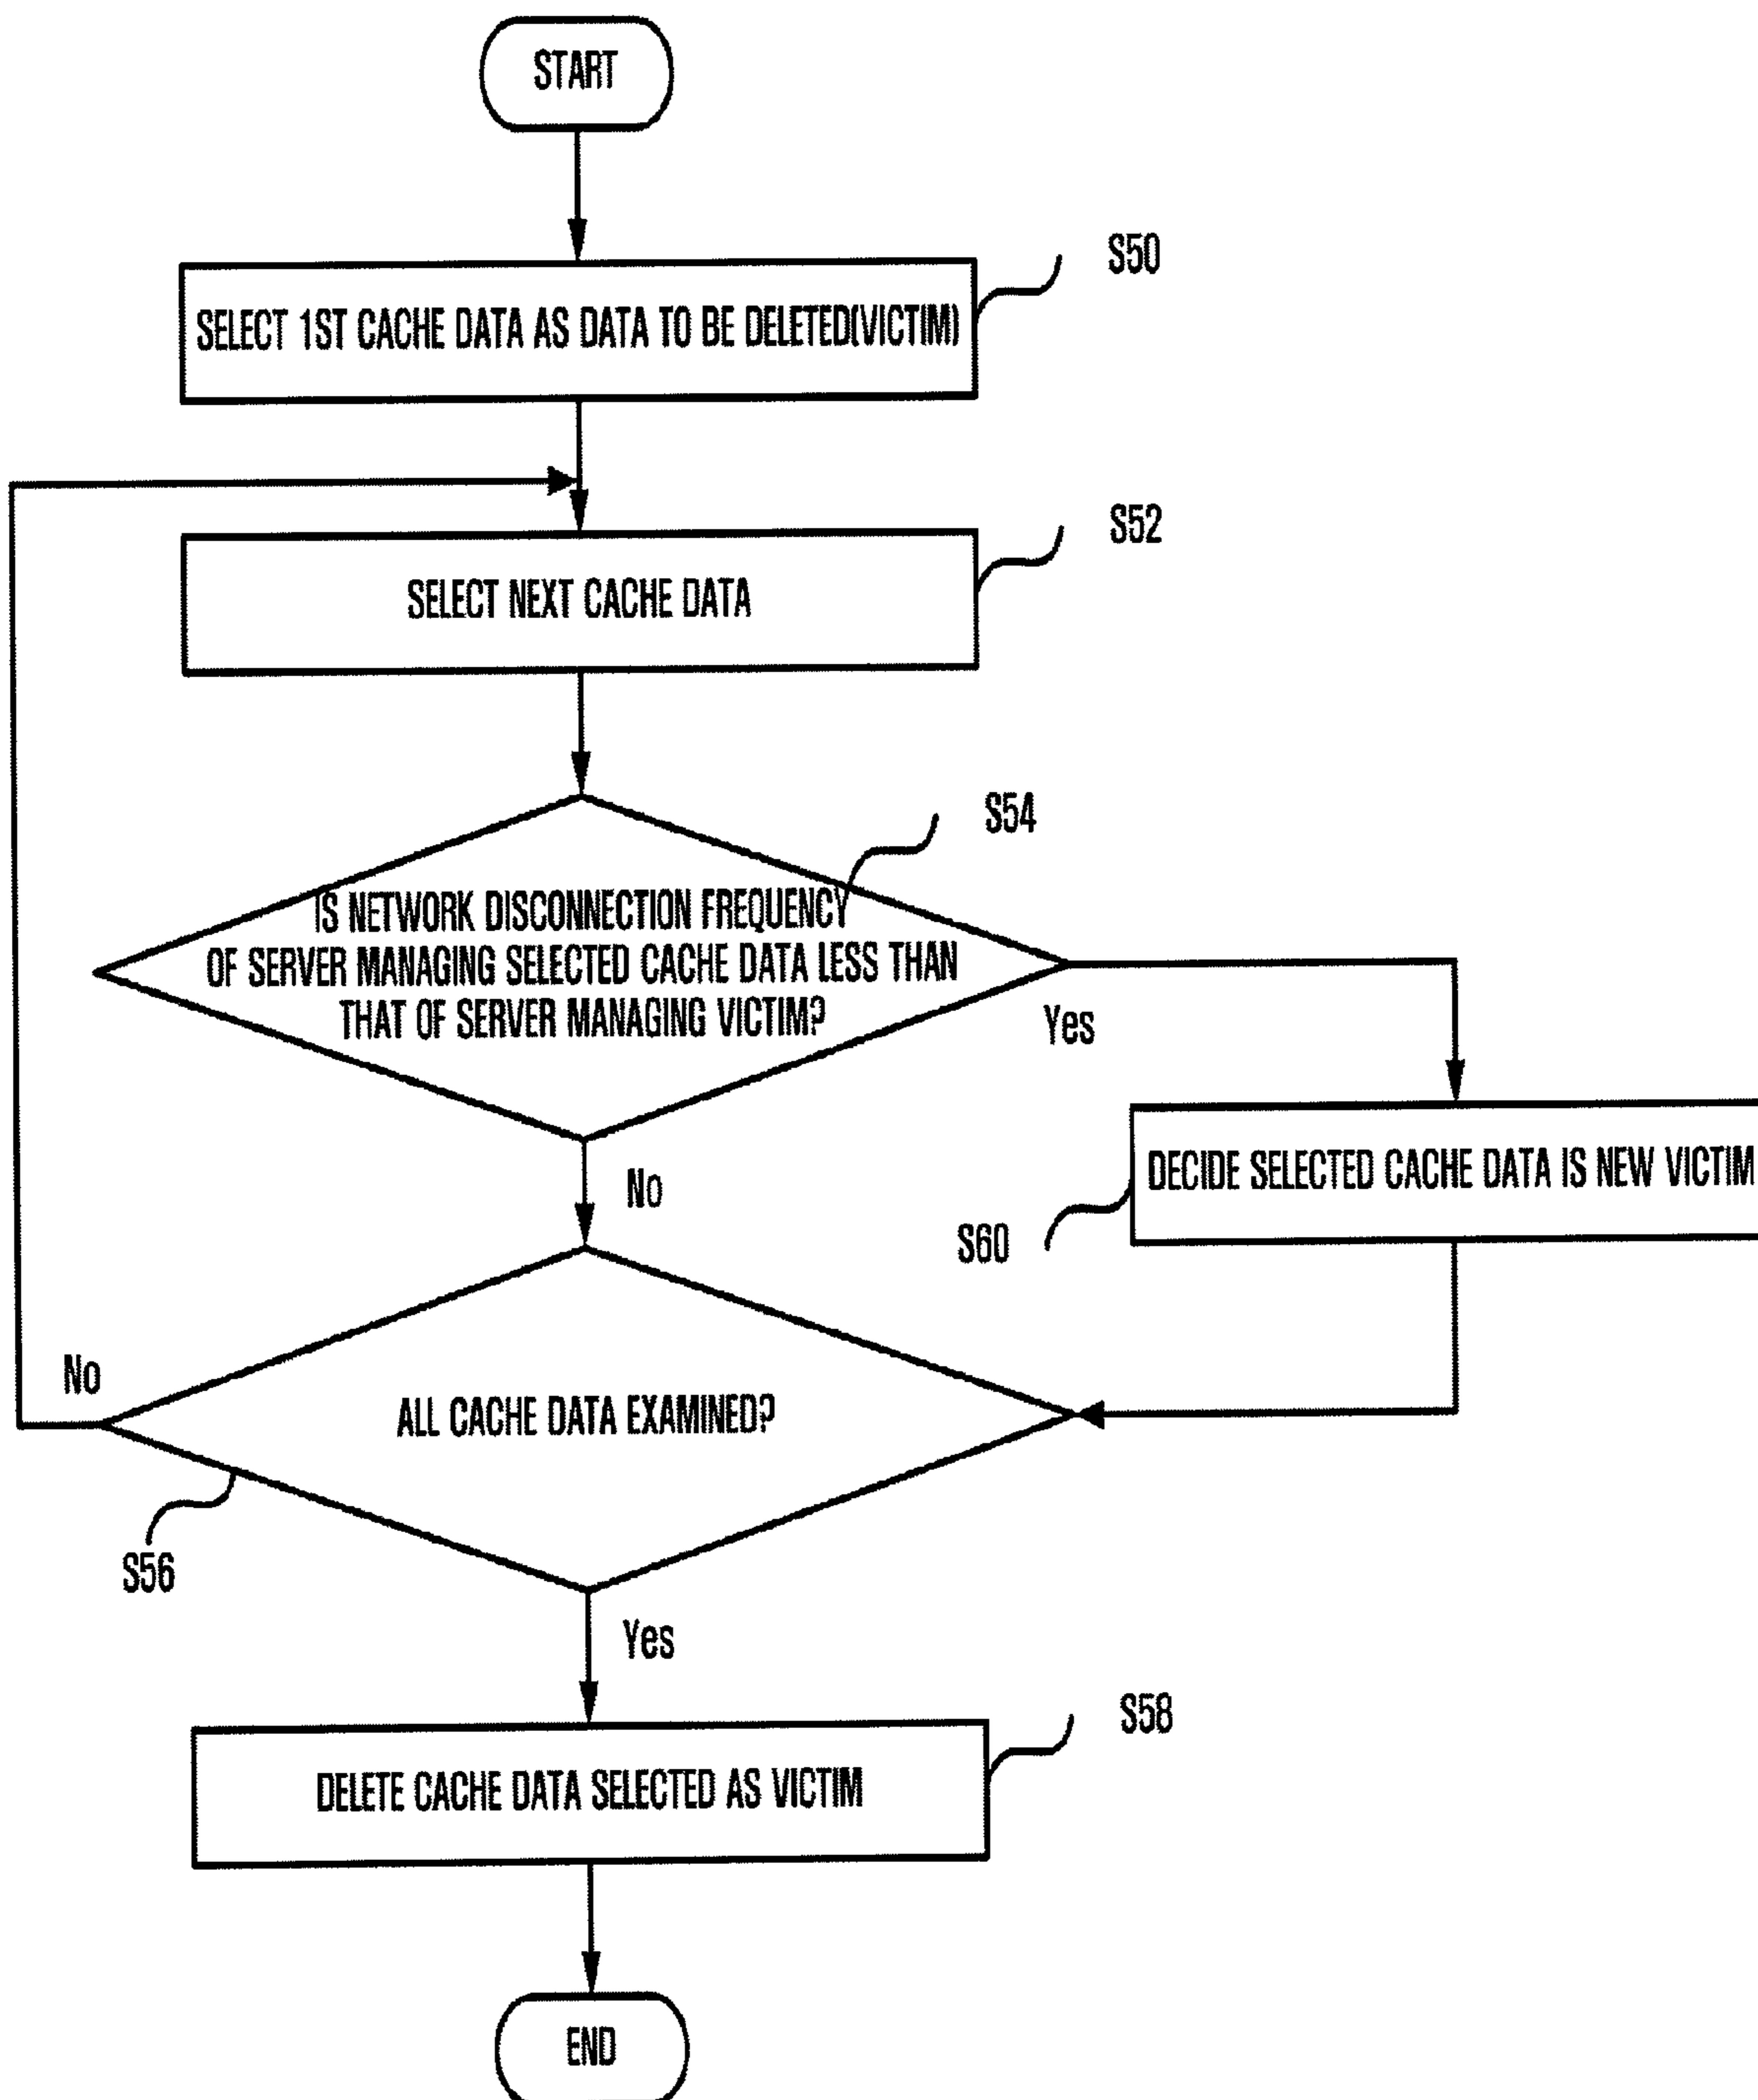 START
S50
SELECT 1ST CACHE DATA AS DATA TO BE DELETED(VICTIM)
S52
SELECT NEXT CACHE DATA
S54
IS NETWORK DISCONNECTION FREQUENCY
OF SERVER MANAGING SELECTED CACHE DATA LESS THAN
THAT OF SERVER MANAGING VICTIM?
Yes
No
DECIDE SELECTED CACHE DATA IS NEW VICTIM
S60
No
ALL CACHE DATA EXAMINED?
S56
Yes
S58
DELETE CACHE DATA SELECTED AS VICTIM
END